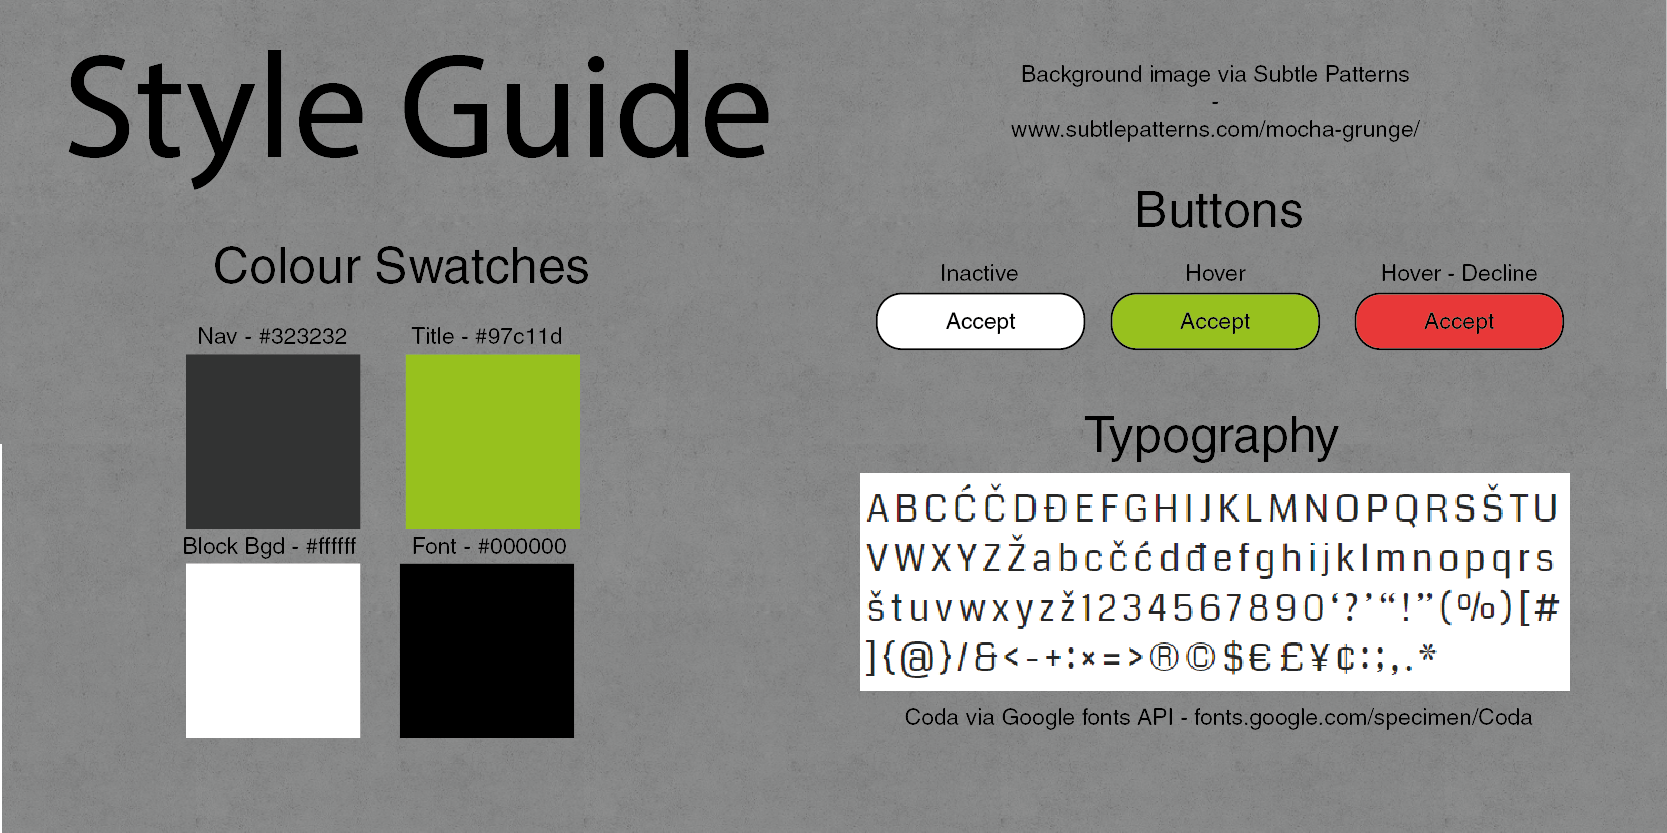 Style Guide
Background image via Subtle Patterns
-
www.subtlepatterns.com/mocha-grunge/
Colour Swatches
Nav - #323232
Title - #97c11d
Block Bgd - #ffffff
Font - #000000
Buttons
Inactive
Hover
Hover - Decline
Accept
Accept
Accept
Typography
ABCĆČDĐEFGHIJKLMNOPQRSŠTU
VWXYZŽabcčćdđefghijklmnopqrs
štuvwxyzž1234567890‘?’“!”(%)[#
]{@}/&<-+:×=>®©$€£¥¢:;,.*
Coda via Google fonts API - fonts.google.com/specimen/Coda